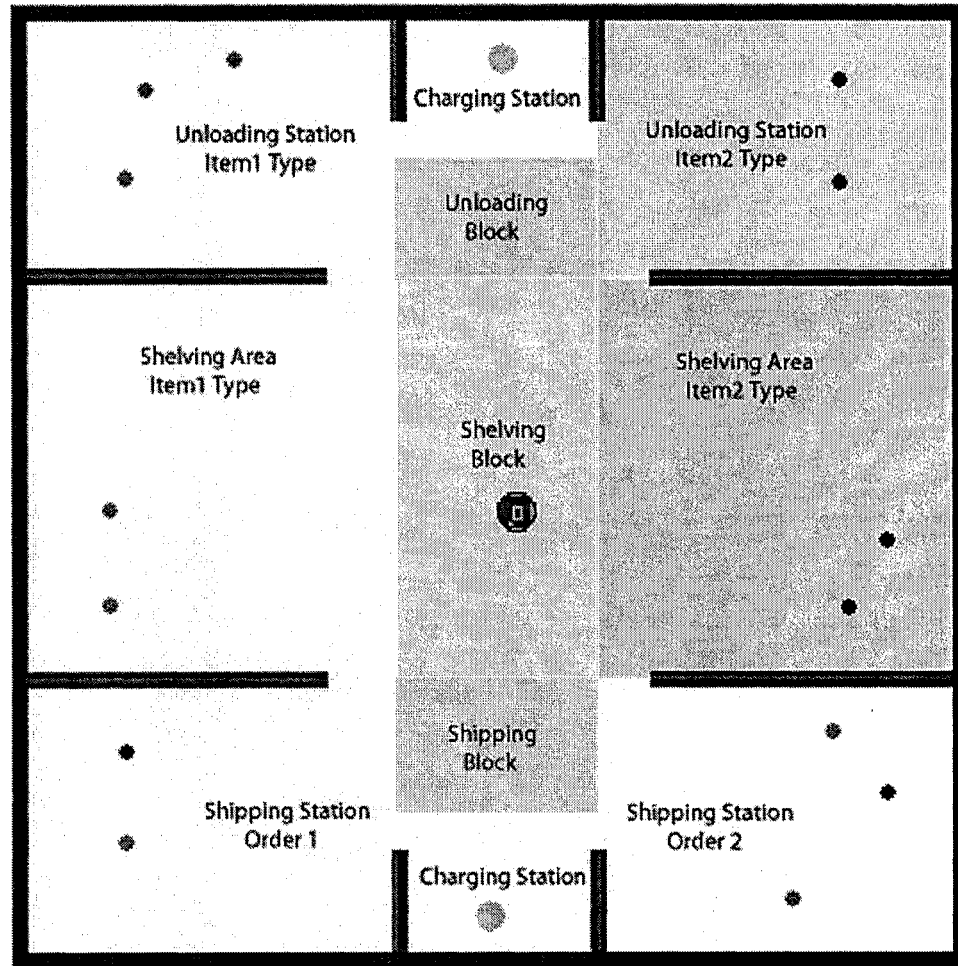 Charging Station
Unloading Station
Item1 Type
Unloading Station
Item2 Type
Unloading
Block
Shelving Area
Item1 Type
Shelving Area
Item2 Type
Shelving
Block
Shipping
Block
Shipping Station
Order 1
Shipping Station
Order 2
Charging Station